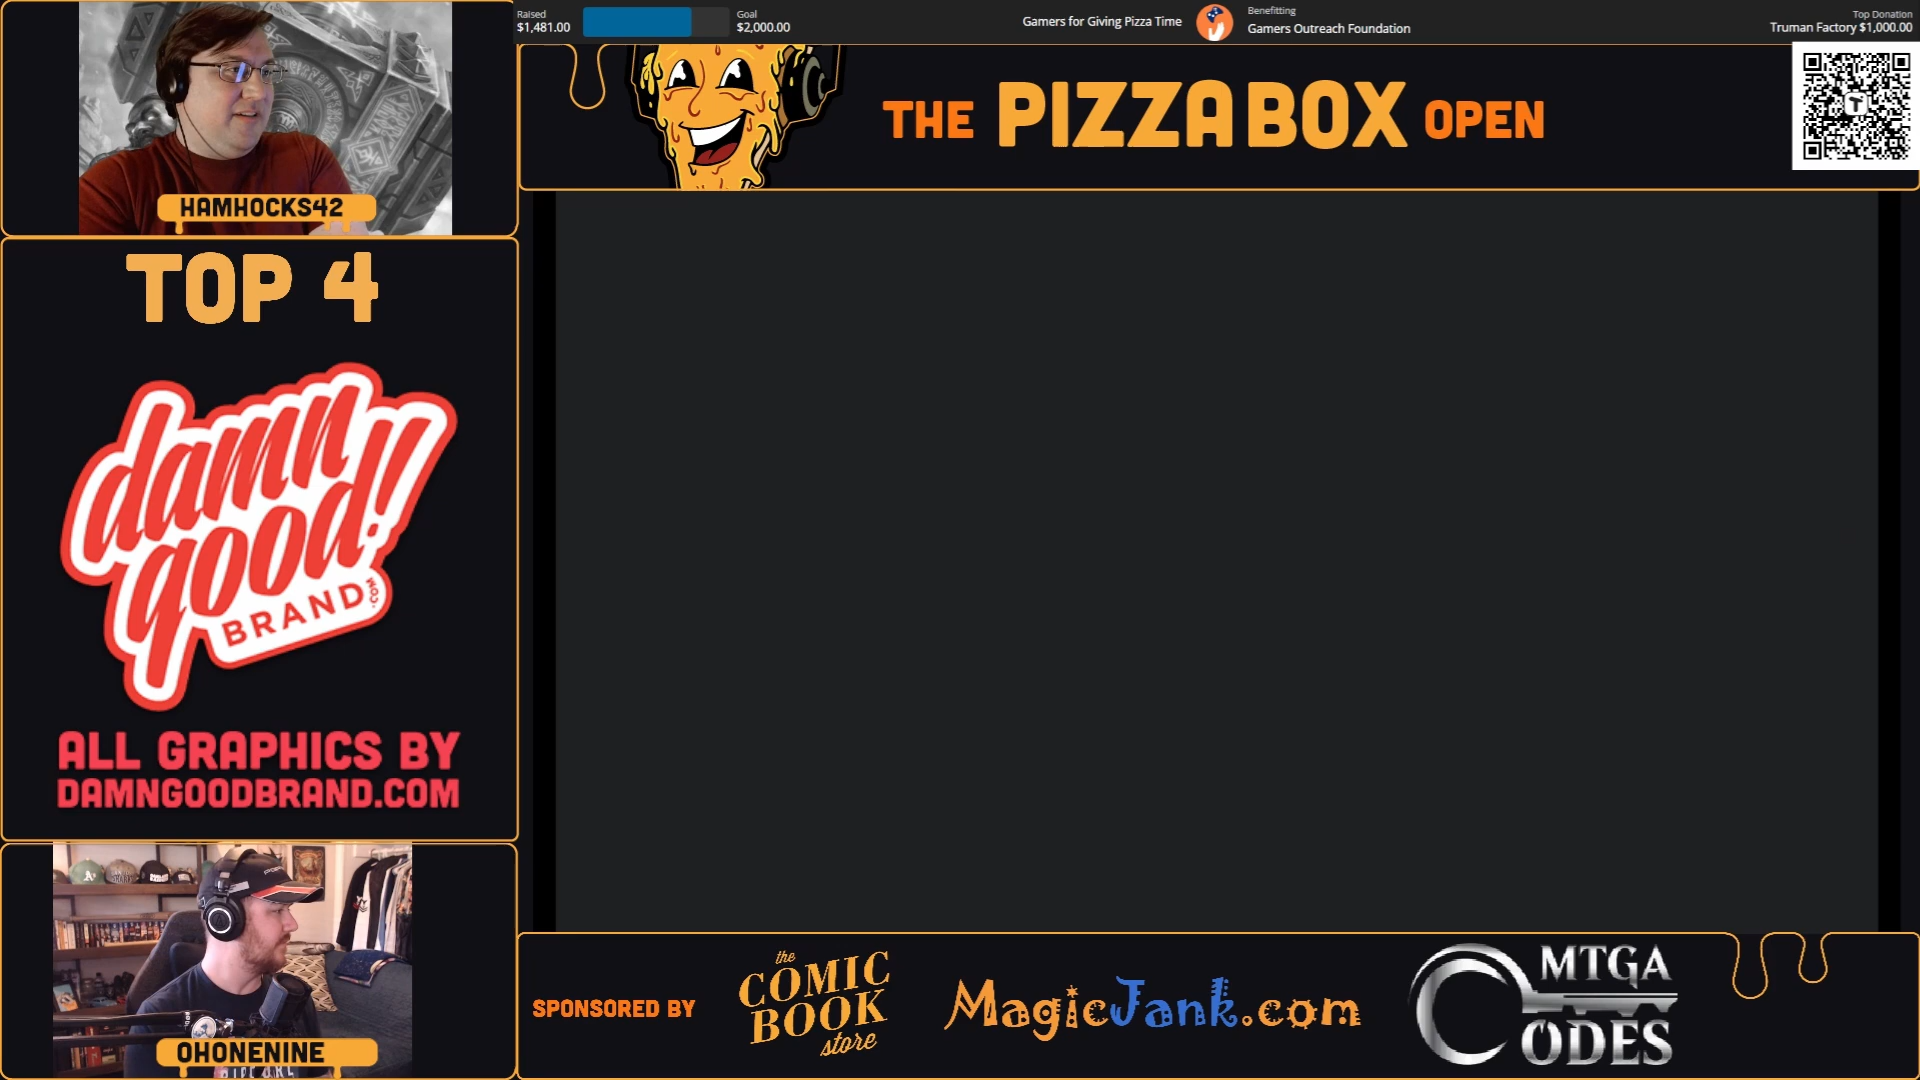 Raised
$1,481.00
Goal
$2,000.00
Gamers for Giving Pizza Time
Benefitting
Gamers Outreach Foundation
Top Donation
Truman Factory $1,000.00
THE PIZZA BOX OPEN
HAMHOCKS42
TOP 4
damn
good!
BRAND.COM
ALL GRAPHICS BY
DAMNGOODBRAND.COM
OHONENINE
SPONSORED BY
the
COMIC
BOOK
store
MagicJank.com
MTGA
CODES